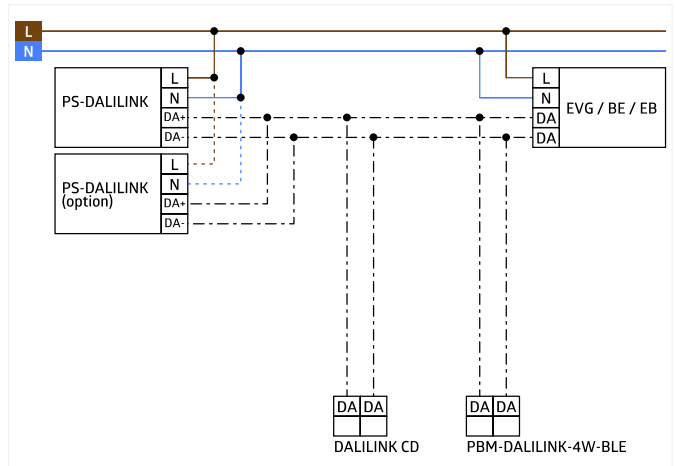 L
N
PS-DALILINK
L
N
DA+
DA-
EVG / BE / EB
L
N
DA
DA
PS-DALILINK
(option)
L
N
DA+
DA-
DA DA
DALILINK CD
DA DA
PBM-DALILINK-4W-BLE